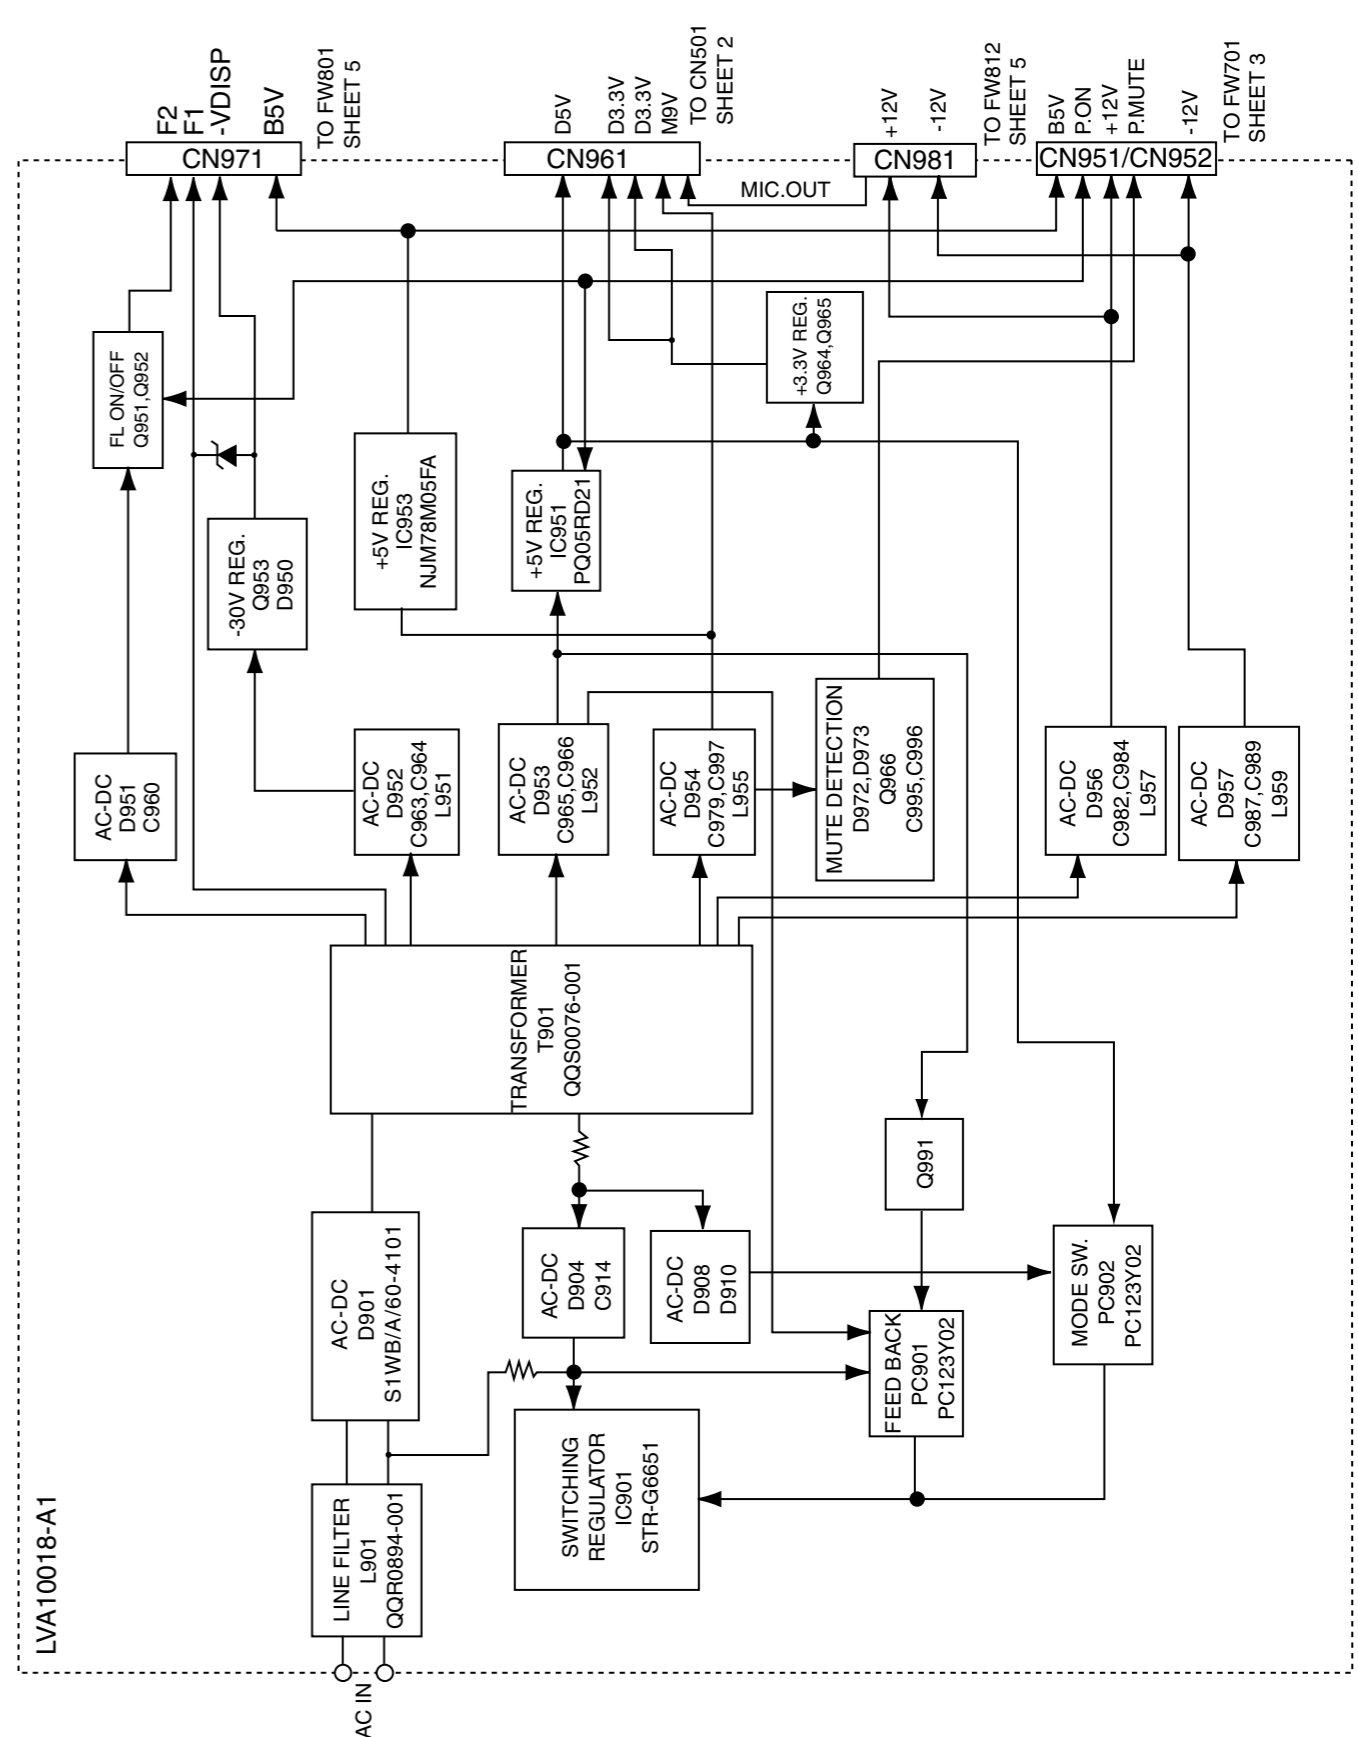 LVA10018-A1
AC IN
LINE FILTER
L901
QQR0894-001
AC-DC
D901
S1WB/A/60-4101
SWITCHING
REGULATOR
IC901
STR-G6651
AC-DC
D904
C914
AC-DC
D908
D910
FEED BACK
PC901
PC123Y02
MODE SW.
PC902
PC123Y02
Q991
TRANSFORMER
T901
QQS0076-001
AC-DC
D951
C960
AC-DC
D952
C963,C964
L951
AC-DC
D953
C965,C966
L952
AC-DC
D954
C979,C997
L955
MUTE DETECTION
D972,D973
Q966
C995,C996
AC-DC
D956
C982,C984
L957
AC-DC
D957
C987,C989
L959
FL ON/OFF
Q951,Q952
-30V REG.
Q953
D950
+5V REG.
IC953
NJM78M05FA
+5V REG.
IC951
PQ05RD21
+3.3V REG.
Q964,Q965
MIC.OUT
CN971
F2
F1
-VDISP
B5V
TO FW801
SHEET 5
CN961
D5V
D3.3V
D3.3V
M9V
TO CN501
SHEET 2
CN981
+12V
-12V
TO FW812
SHEET 5
CN951/CN952
B5V
P.ON
+12V
P.MUTE
-12V
TO FW701
SHEET 3